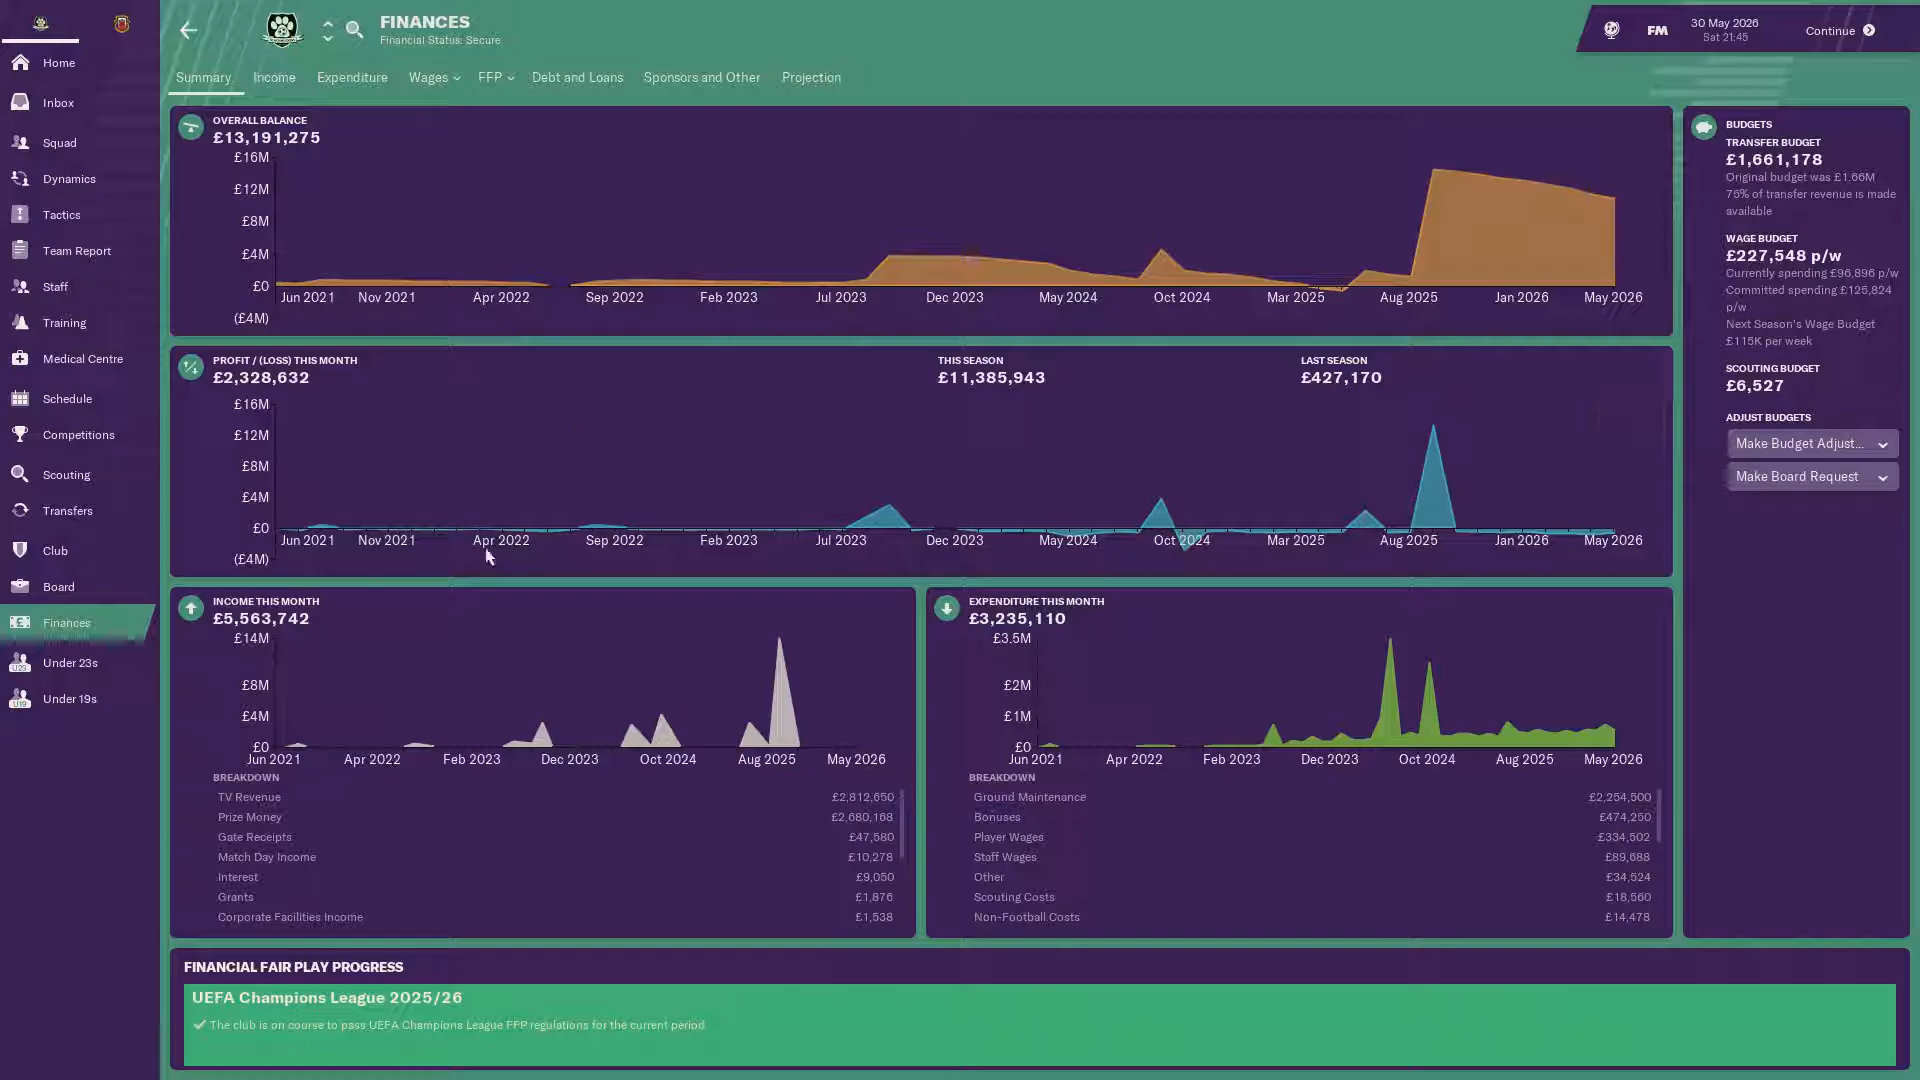 FINANCES
Financial Status: Secure
FM
30 May 2026
Sat 21:45
Continue
Home
Inbox
Squad
Dynamics
Tactics
Team Report
Staff
Training
Medical Centre
Schedule
Competitions
Scouting
Transfers
Club
Board
Finances
U23 Under 23s
U19 Under 19s
Summary Income Expenditure Wages FFP Debt and Loans Sponsors and Other Projection
OVERALL BALANCE
£13,191,275
£16M
£12M
£8M
£4M
£0
Jun 2021 Nov 2021 Apr 2022 Sep 2022 Feb 2023 Jul 2023 Dec 2023 May 2024 Oct 2024 Mar 2025 Aug 2025 Jan 2026 May 2026
(£4M)
PROFIT / (LOSS) THIS MONTH
£2,328,632
THIS SEASON
£11,385,943
LAST SEASON
£427,170
£16M
£12M
£8M
£4M
£0
Jun 2021 Nov 2021 Apr 2022 Sep 2022 Feb 2023 Jul 2023 Dec 2023 May 2024 Oct 2024 Mar 2025 Aug 2025 Jan 2026 May 2026
(£4M)
INCOME THIS MONTH
£5,563,742
£14M
£8M
£4M
£0
Jun 2021 Apr 2022 Feb 2023 Dec 2023 Oct 2024 Aug 2025 May 2026
BREAKDOWN
TV Revenue £2,812,650
Prize Money £2,680,168
Gate Receipts £47,580
Match Day Income £10,278
Interest £9,050
Grants £1,876
Corporate Facilities Income £1,538
EXPENDITURE THIS MONTH
£3,235,110
£3.5M
£2M
£1M
£0
Jun 2021 Apr 2022 Feb 2023 Dec 2023 Oct 2024 Aug 2025 May 2026
BREAKDOWN
Ground Maintenance £2,254,500
Bonuses £474,250
Player Wages £334,502
Staff Wages £89,688
Other £34,524
Scouting Costs £18,560
Non-Football Costs £14,478
BUDGETS
TRANSFER BUDGET
£1,661,178
Original budget was £1.66M
75% of transfer revenue is made
available
WAGE BUDGET
£227,548 p/w
Currently spending £96,896 p/w
Committed spending £125,824
p/w
Next Season's Wage Budget
£115K per week
SCOUTING BUDGET
£6,527
ADJUST BUDGETS
Make Budget Adjust...
Make Board Request
FINANCIAL FAIR PLAY PROGRESS
UEFA Champions League 2025/26
The club is on course to pass UEFA Champions League FFP regulations for the current period